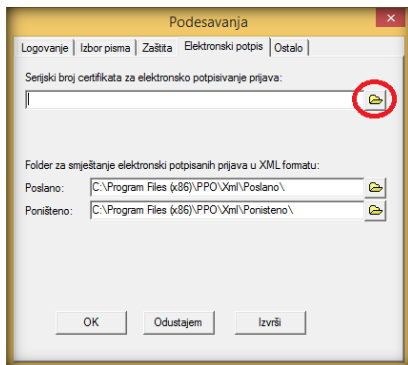 Podesavanja
Logovanje Izbor pisma Zaštita Elektronski potpis Ostalo
Serijski broj certifikata za elektronsko potpisivanje prijava:
Folder za smještanje elektronski potpisanih prijava u XML formatu:
Poslano: C:\Program Files (x86)\PPO\Xml\Poslano\
Poništeno: C:\Program Files (x86)\PPO\Xml\Ponisteno\
OK Odustajem Izvrši